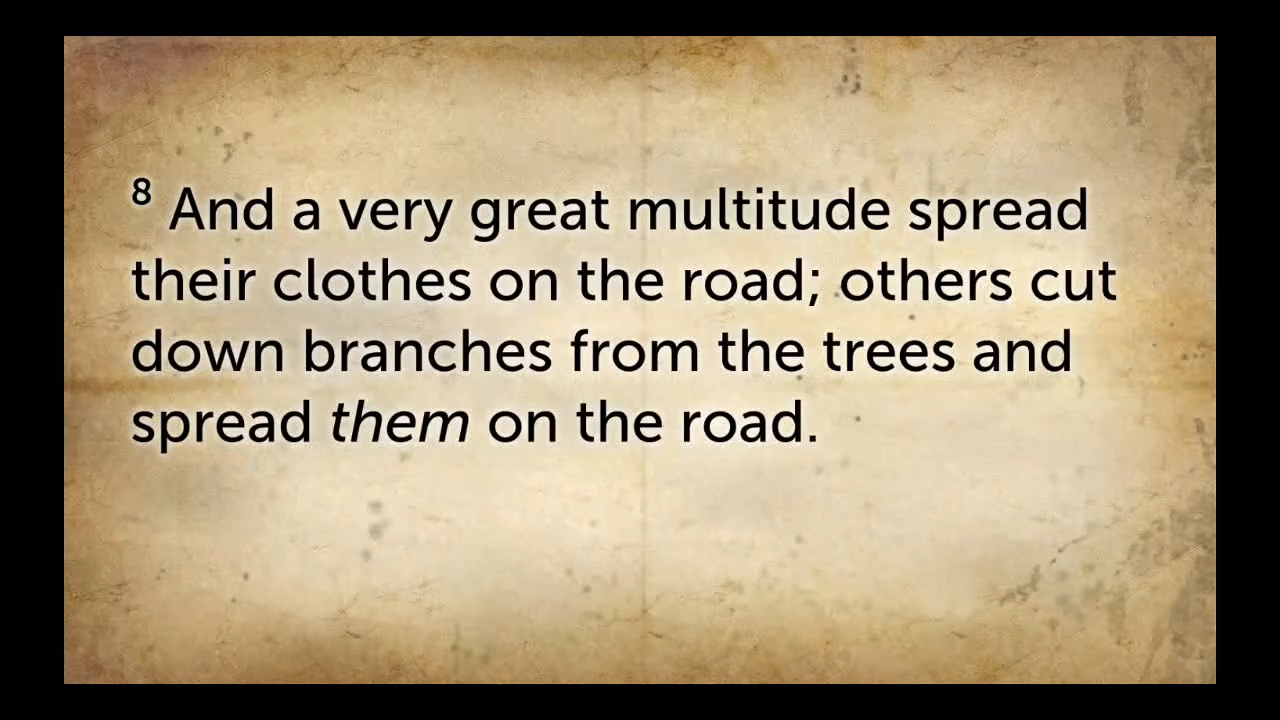 8 And a very great multitude spread
their clothes on the road; others cut
down branches from the trees and
spread them on the road.